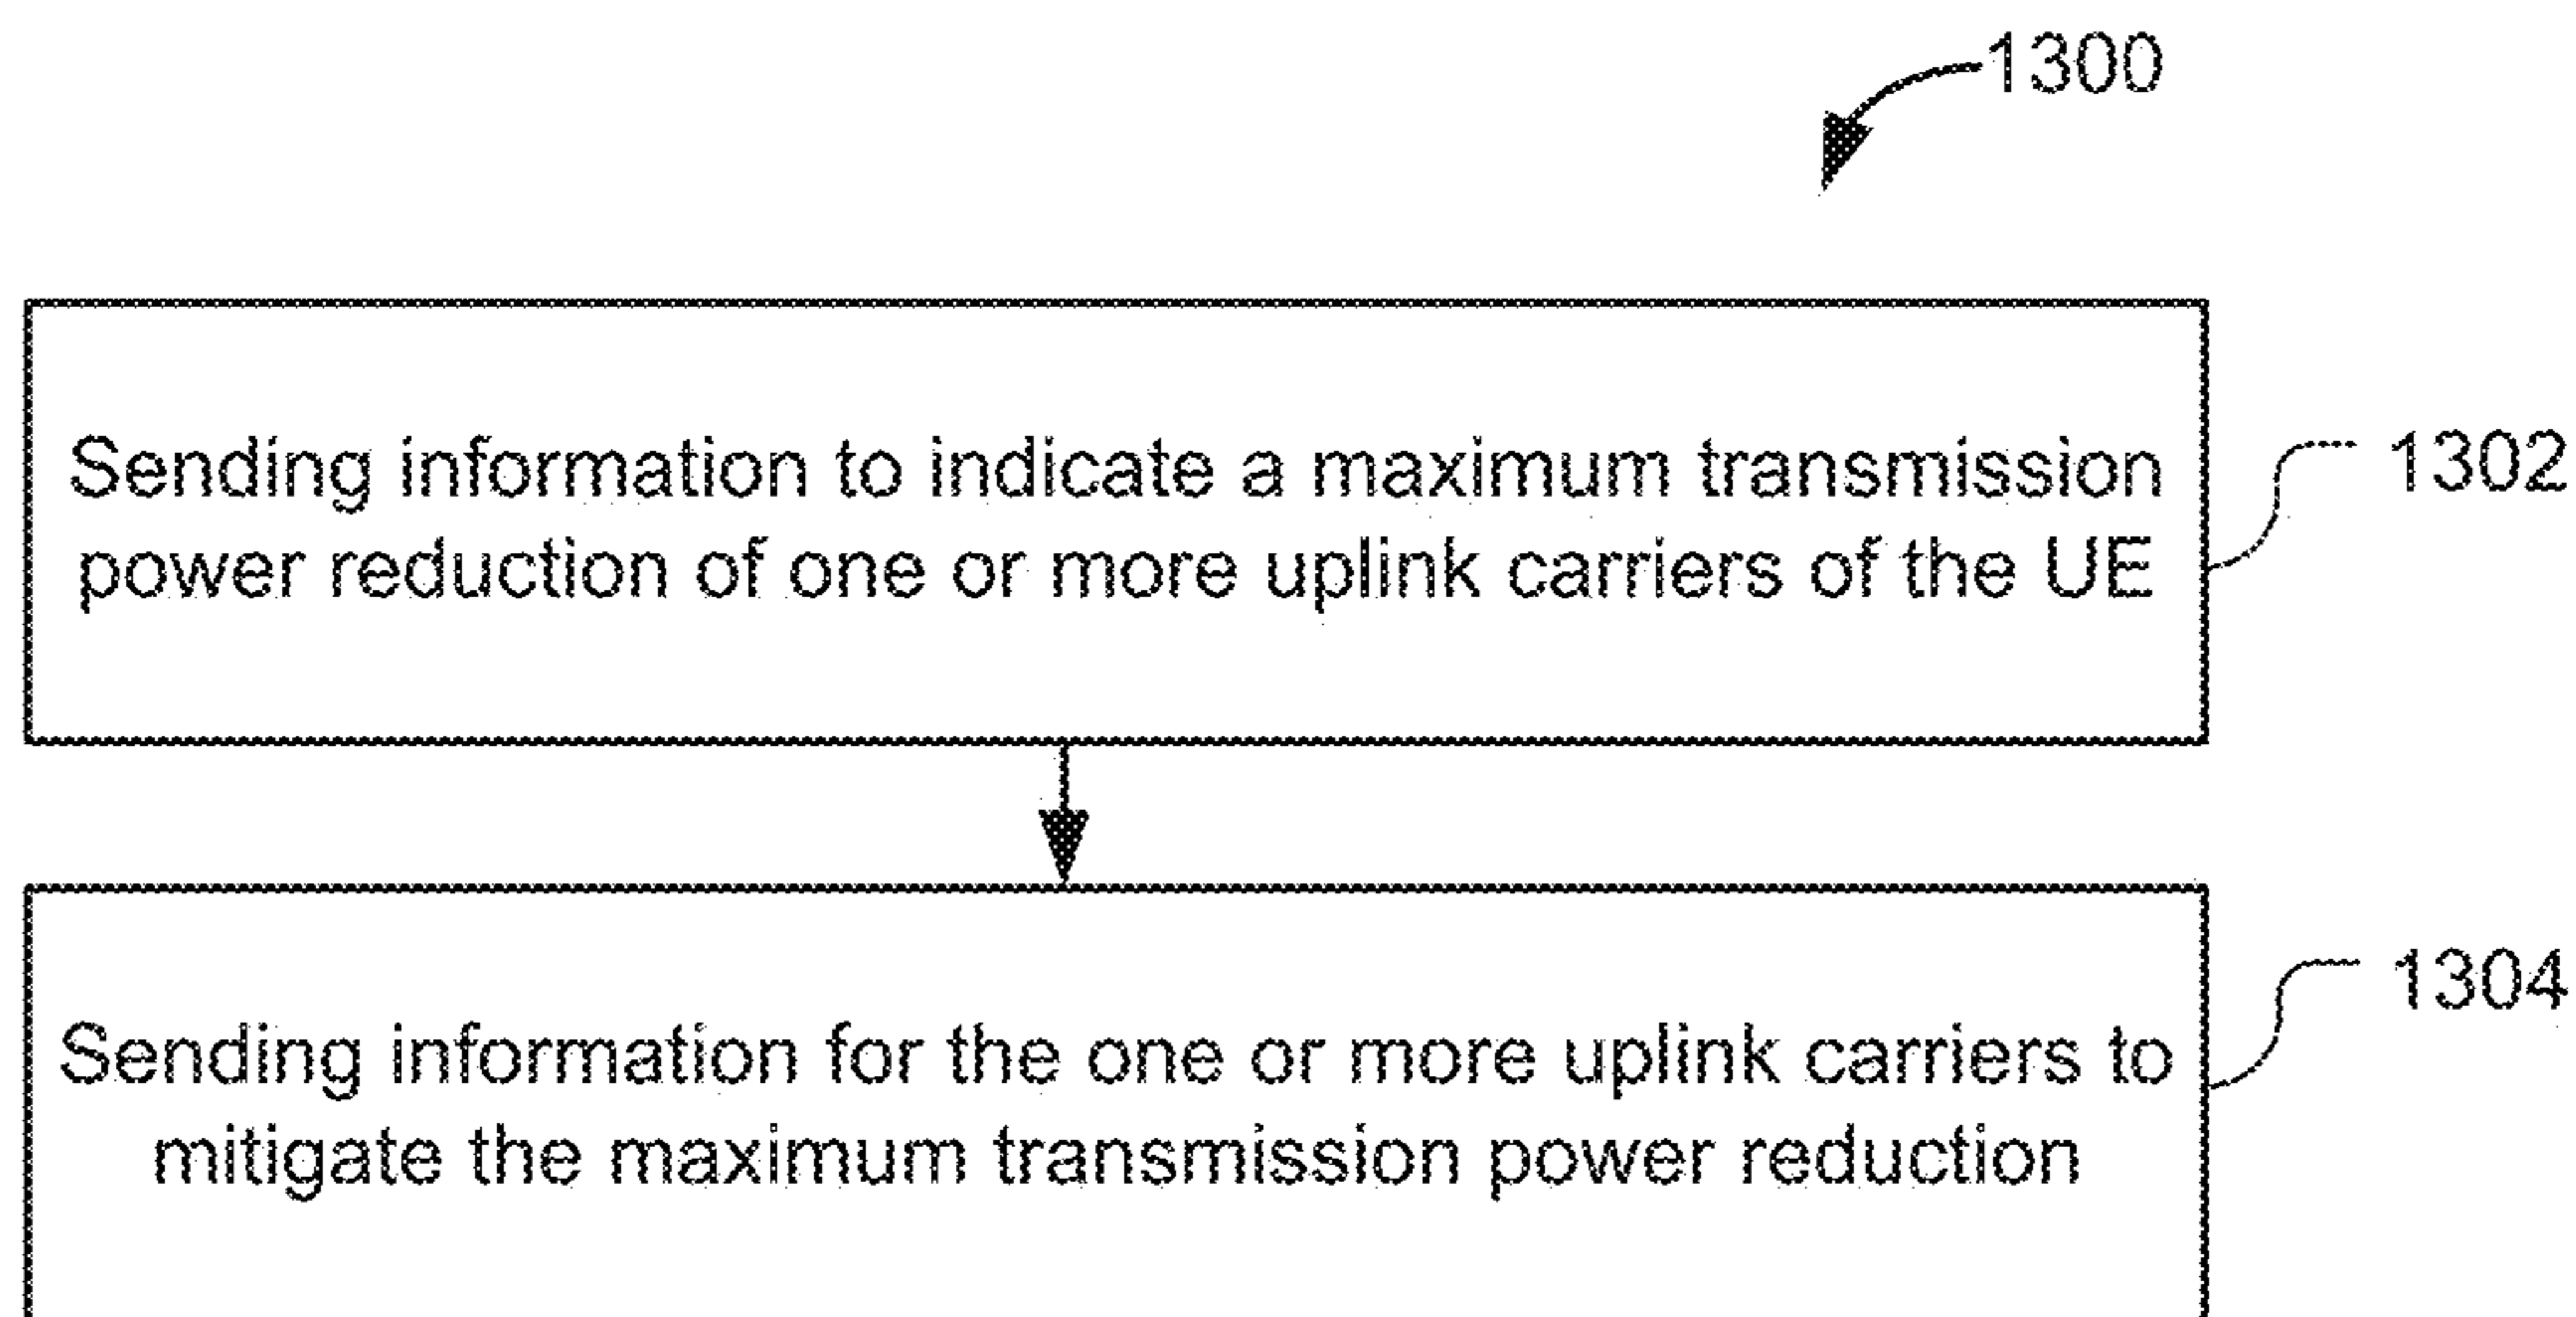 1300
Sending information to indicate a maximum transmission
power reduction of one or more uplink carriers of the UE
1302
Sending information for the one or more uplink carriers to
mitigate the maximum transmission power reduction
1304